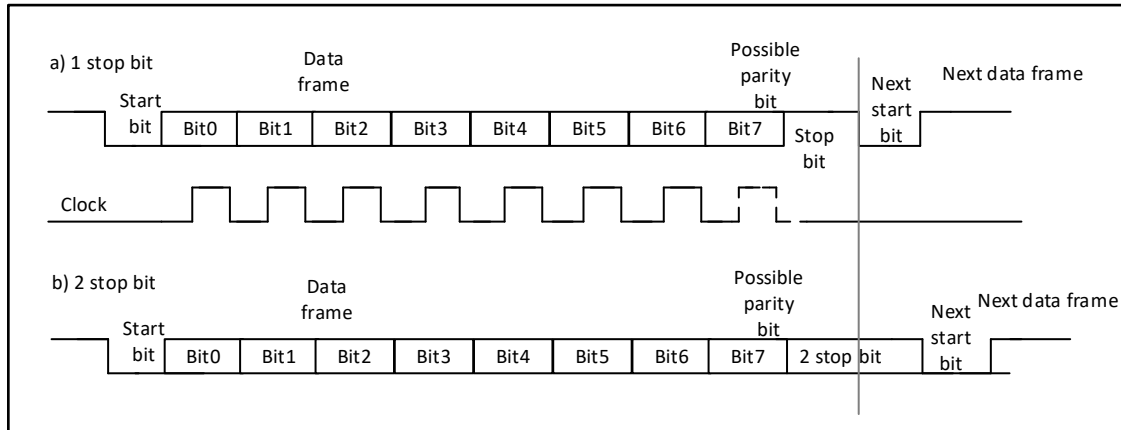 a) 1 stop bit
Data
frame
Possible
parity
bit
Next data frame
Start
bit
Bit0 Bit1 Bit2 Bit3 Bit4 Bit5 Bit6 Bit7
Stop
bit
Next
start
bit
Clock
b) 2 stop bit
Data
frame
Possible
parity
bit
Next data frame
Start
bit
Bit0 Bit1 Bit2 Bit3 Bit4 Bit5 Bit6 Bit7 2 stop bit
Next
start
bit